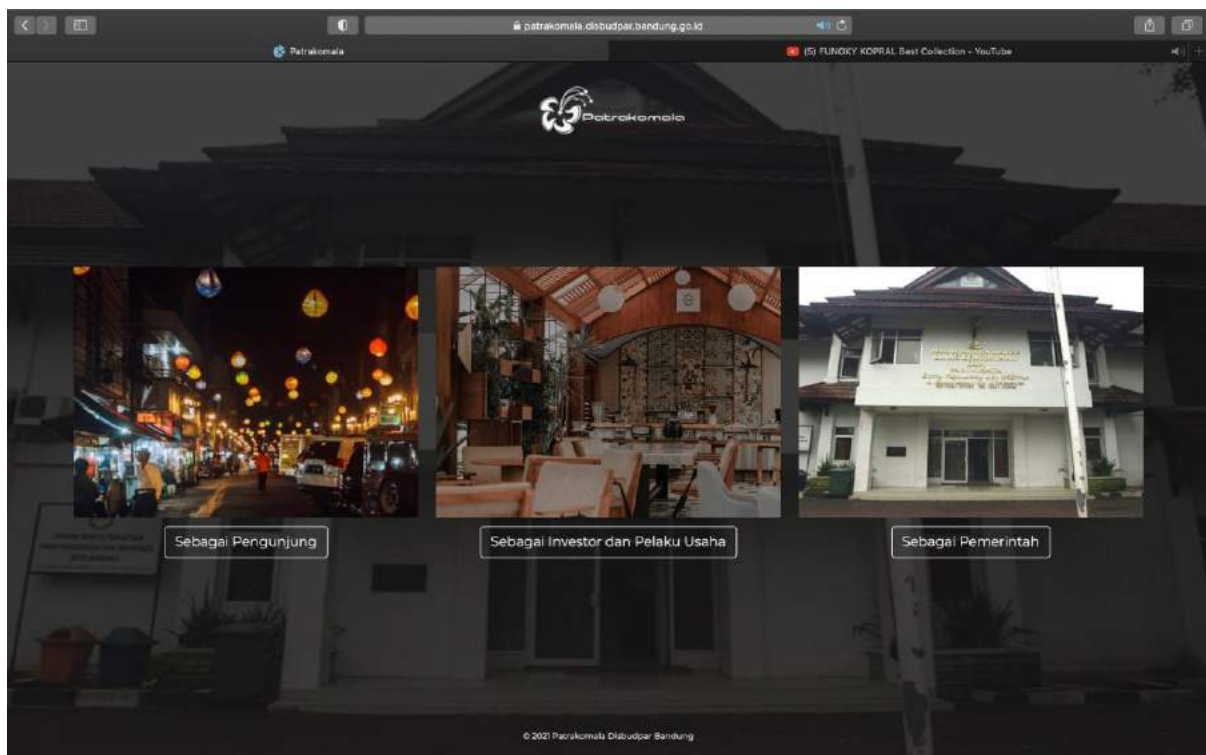 patrakomala.disbudpar.bandung.go.id
Patrakomala
(5) FUNGKY KOPRAL Best Collection - YouTube
Patrakomala
Sebagai Pengunjung
Sebagai Investor dan Pelaku Usaha
Sebagai Pemerintah
© 2021 Patrakomala Disbudpar Bandung